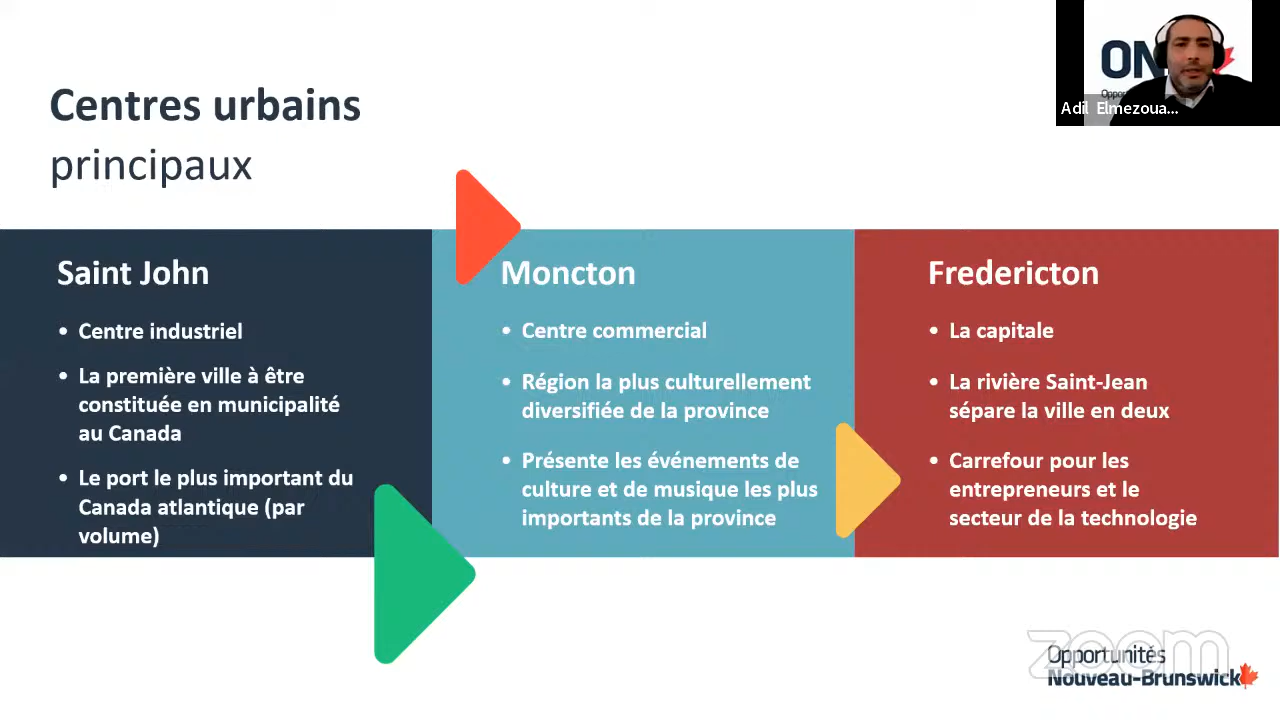 ON
Adil Elmezoua...
Centres urbains
principaux
Saint John
• Centre industriel
• La première ville à être
constituée en municipalité
au Canada
• Le port le plus important du
Canada atlantique (par
volume)
Moncton
• Centre commercial
• Région la plus culturellement
diversifiée de la province
• Présente les événements de
culture et de musique les plus
importants de la province
Fredericton
• La capitale
• La rivière Saint-Jean
sépare la ville en deux
• Carrefour pour les
entrepreneurs et le
secteur de la technologie
zoom
Opportunités
Nouveau-Brunswick